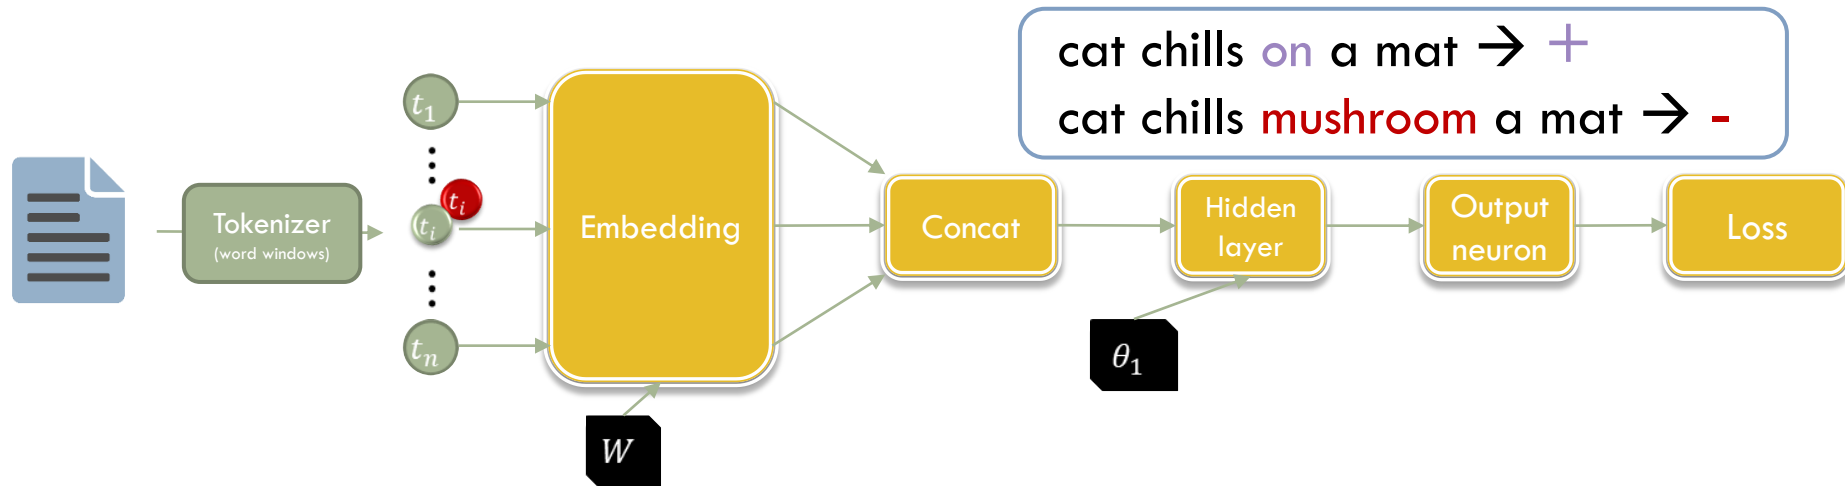 cat chills on a mat → +
cat chills mushroom a mat → -
t₁
tᵢ
tᵢ
tₙ
Tokenizer
(word windows)
Embedding
Concat
Hidden
layer
Output
neuron
Loss
θ₁
W